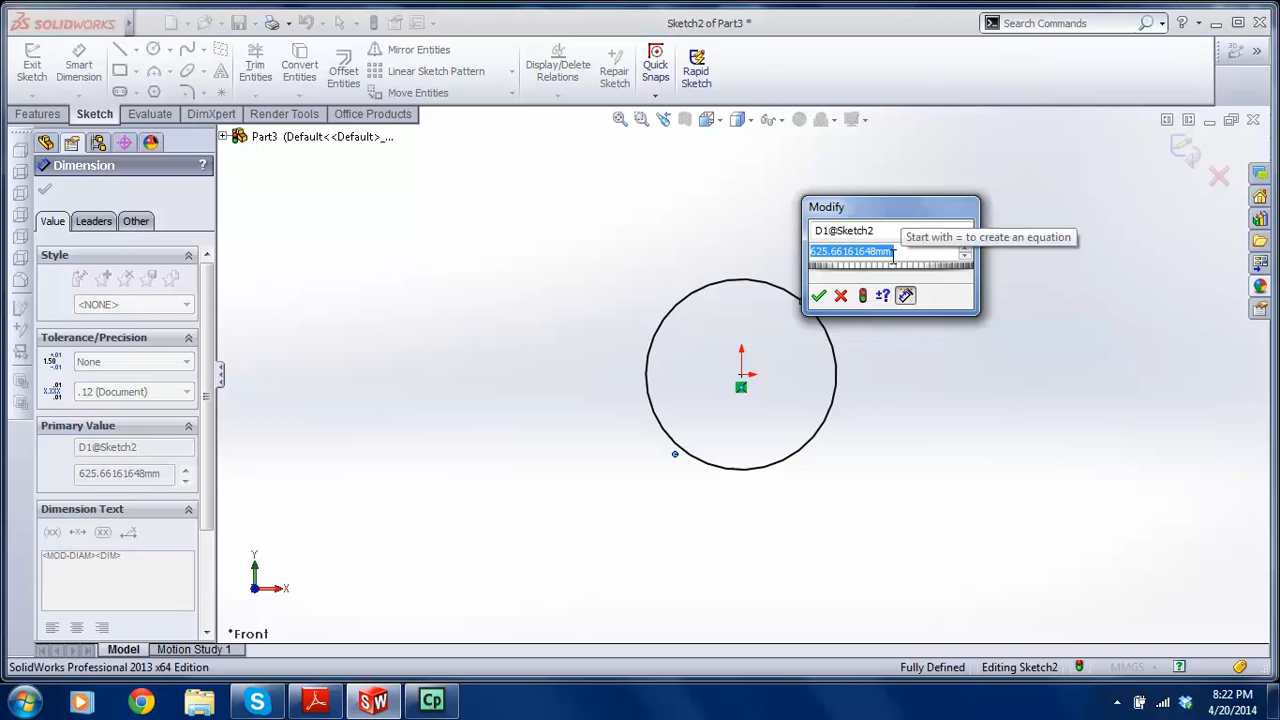 SOLIDWORKS
Sketch2 of Part3 *
Search Commands
Exit Sketch
Smart Dimension
Trim Entities
Convert Entities
Offset Entities
Mirror Entities
Linear Sketch Pattern
Move Entities
Display/Delete Relations
Repair Sketch
Quick Snaps
Rapid Sketch
Features
Sketch
Evaluate
DimXpert
Render Tools
Office Products
Part3 (Default<<Default>_...
Dimension
?
Value
Leaders
Other
Style
<NONE>
Tolerance/Precision
None
.12 (Document)
Primary Value
D1@Sketch2
625.66161648mm
Dimension Text
<MOD-DIAM><DIM>
Modify
D1@Sketch2
625.66161648mm
Start with = to create an equation
±?
Y
X
*Front
Model
Motion Study 1
SolidWorks Professional 2013 x64 Edition
Fully Defined
Editing Sketch2
MMGS
Cp
8:22 PM
4/20/2014